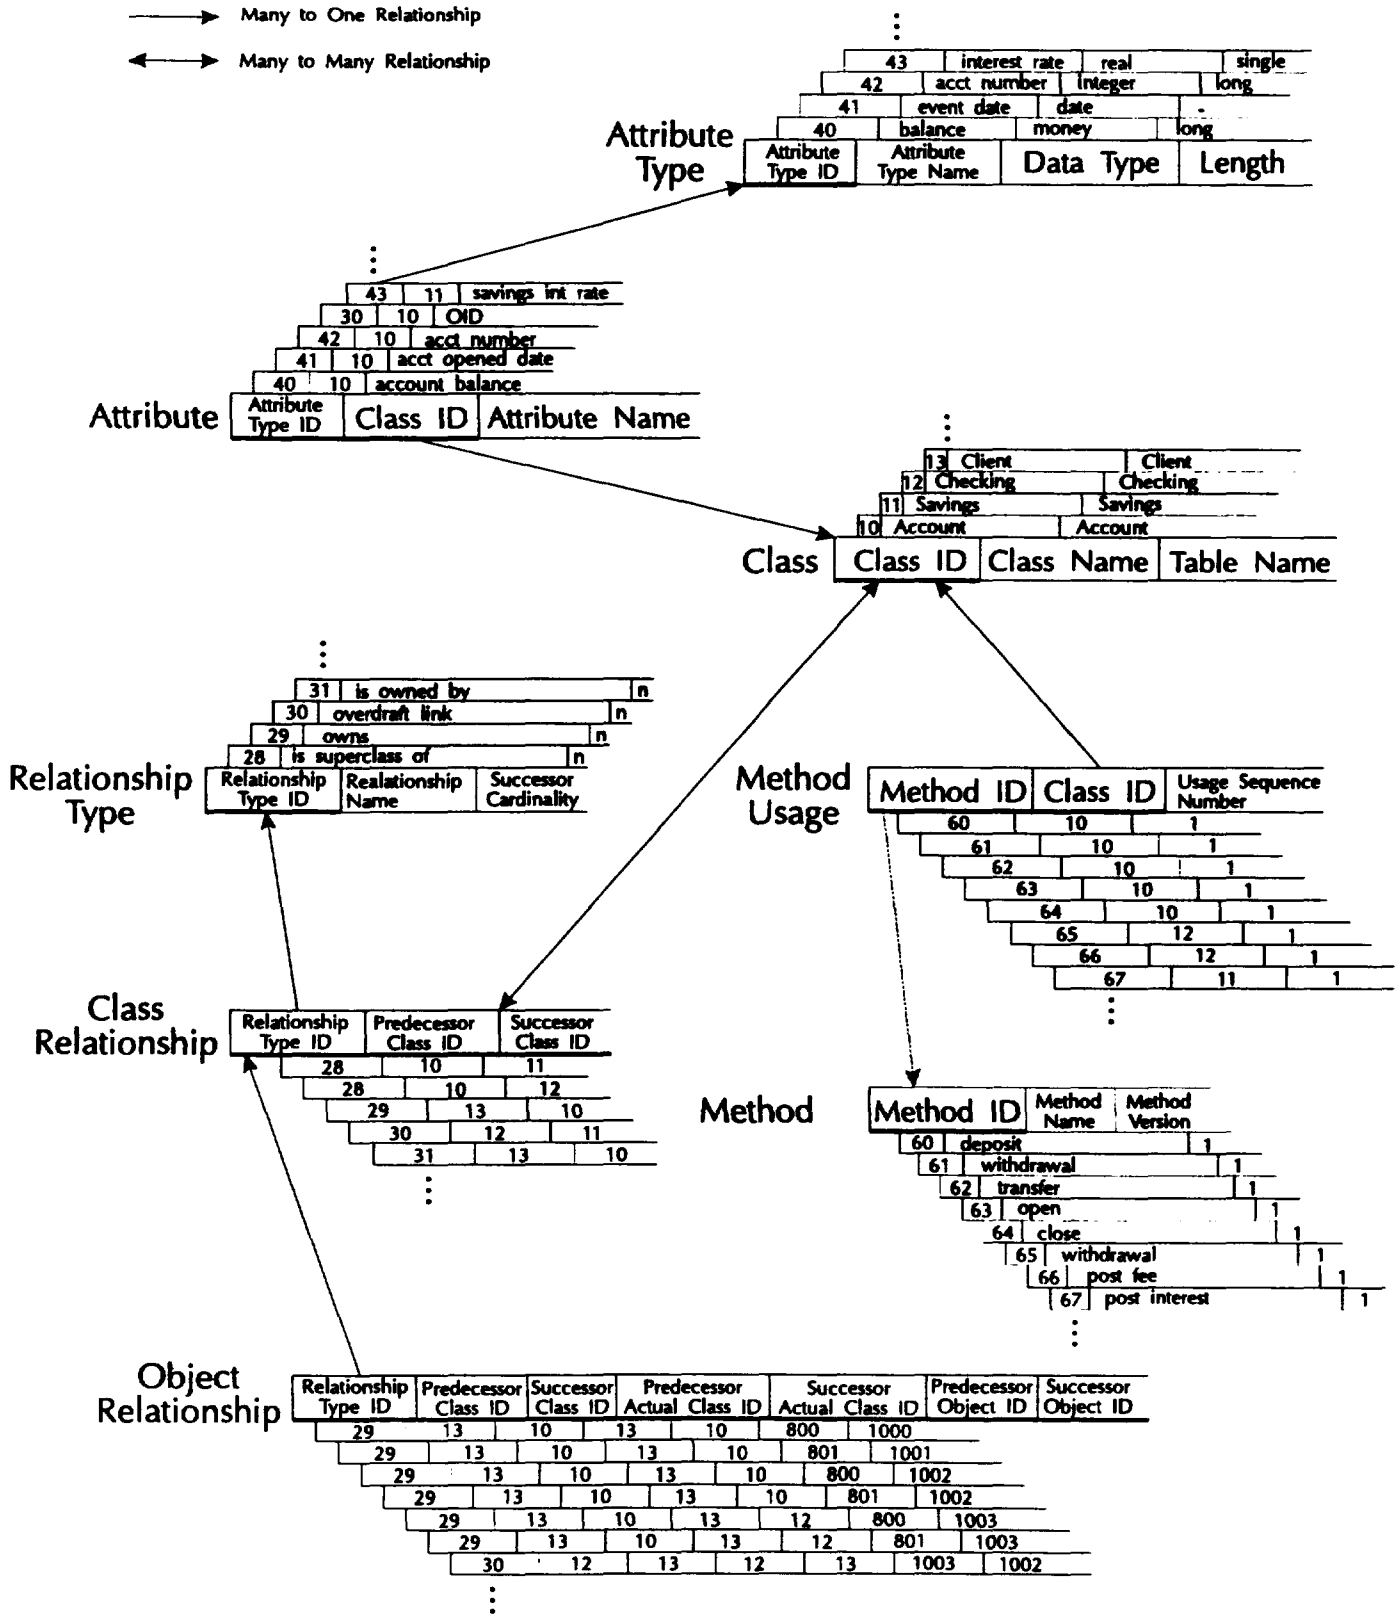 Many to One Relationship
Many to Many Relationship
43 interest rate real single
42 acct number Integer long
41 event date date -
40 balance money long
Attribute Type
Attribute Type ID Attribute Type Name Data Type Length
43 11 savings int rate
30 10 OID
42 10 acct number
41 10 acct opened date
40 10 account balance
Attribute
Attribute Type ID Class ID Attribute Name
13 Client Client
12 Checking Checking
11 Savings Savings
10 Account Account
Class Class ID Class Name Table Name
31 is owned by n
30 overdraft link n
29 owns n
28 is superclass of n
Relationship Type
Relationship Type ID Realationship Name Successor Cardinality
Method Usage
Method ID Class ID Usage Sequence Number
60 10 1
61 10 1
62 10 1
63 10 1
64 10 1
65 12 1
66 12 1
67 11 1
Class Relationship
Relationship Type ID Predecessor Class ID Successor Class ID
28 10 11
28 10 12
29 13 10
30 12 11
31 13 10
Method
Method ID Method Name Method Version
60 deposit 1
61 withdrawal 1
62 transfer 1
63 open 1
64 close 1
65 withdrawal 1
66 post fee 1
67 post interest 1
Object Relationship
Relationship Type ID Predecessor Class ID Successor Class ID Predecessor Actual Class ID Successor Actual Class ID Predecessor Object ID Successor Object ID
29 13 10 13 10 800 1000
29 13 10 13 10 801 1001
29 13 10 13 10 800 1002
29 13 10 13 10 801 1002
29 13 10 13 12 800 1003
29 13 10 13 12 801 1003
30 12 13 12 13 1003 1002